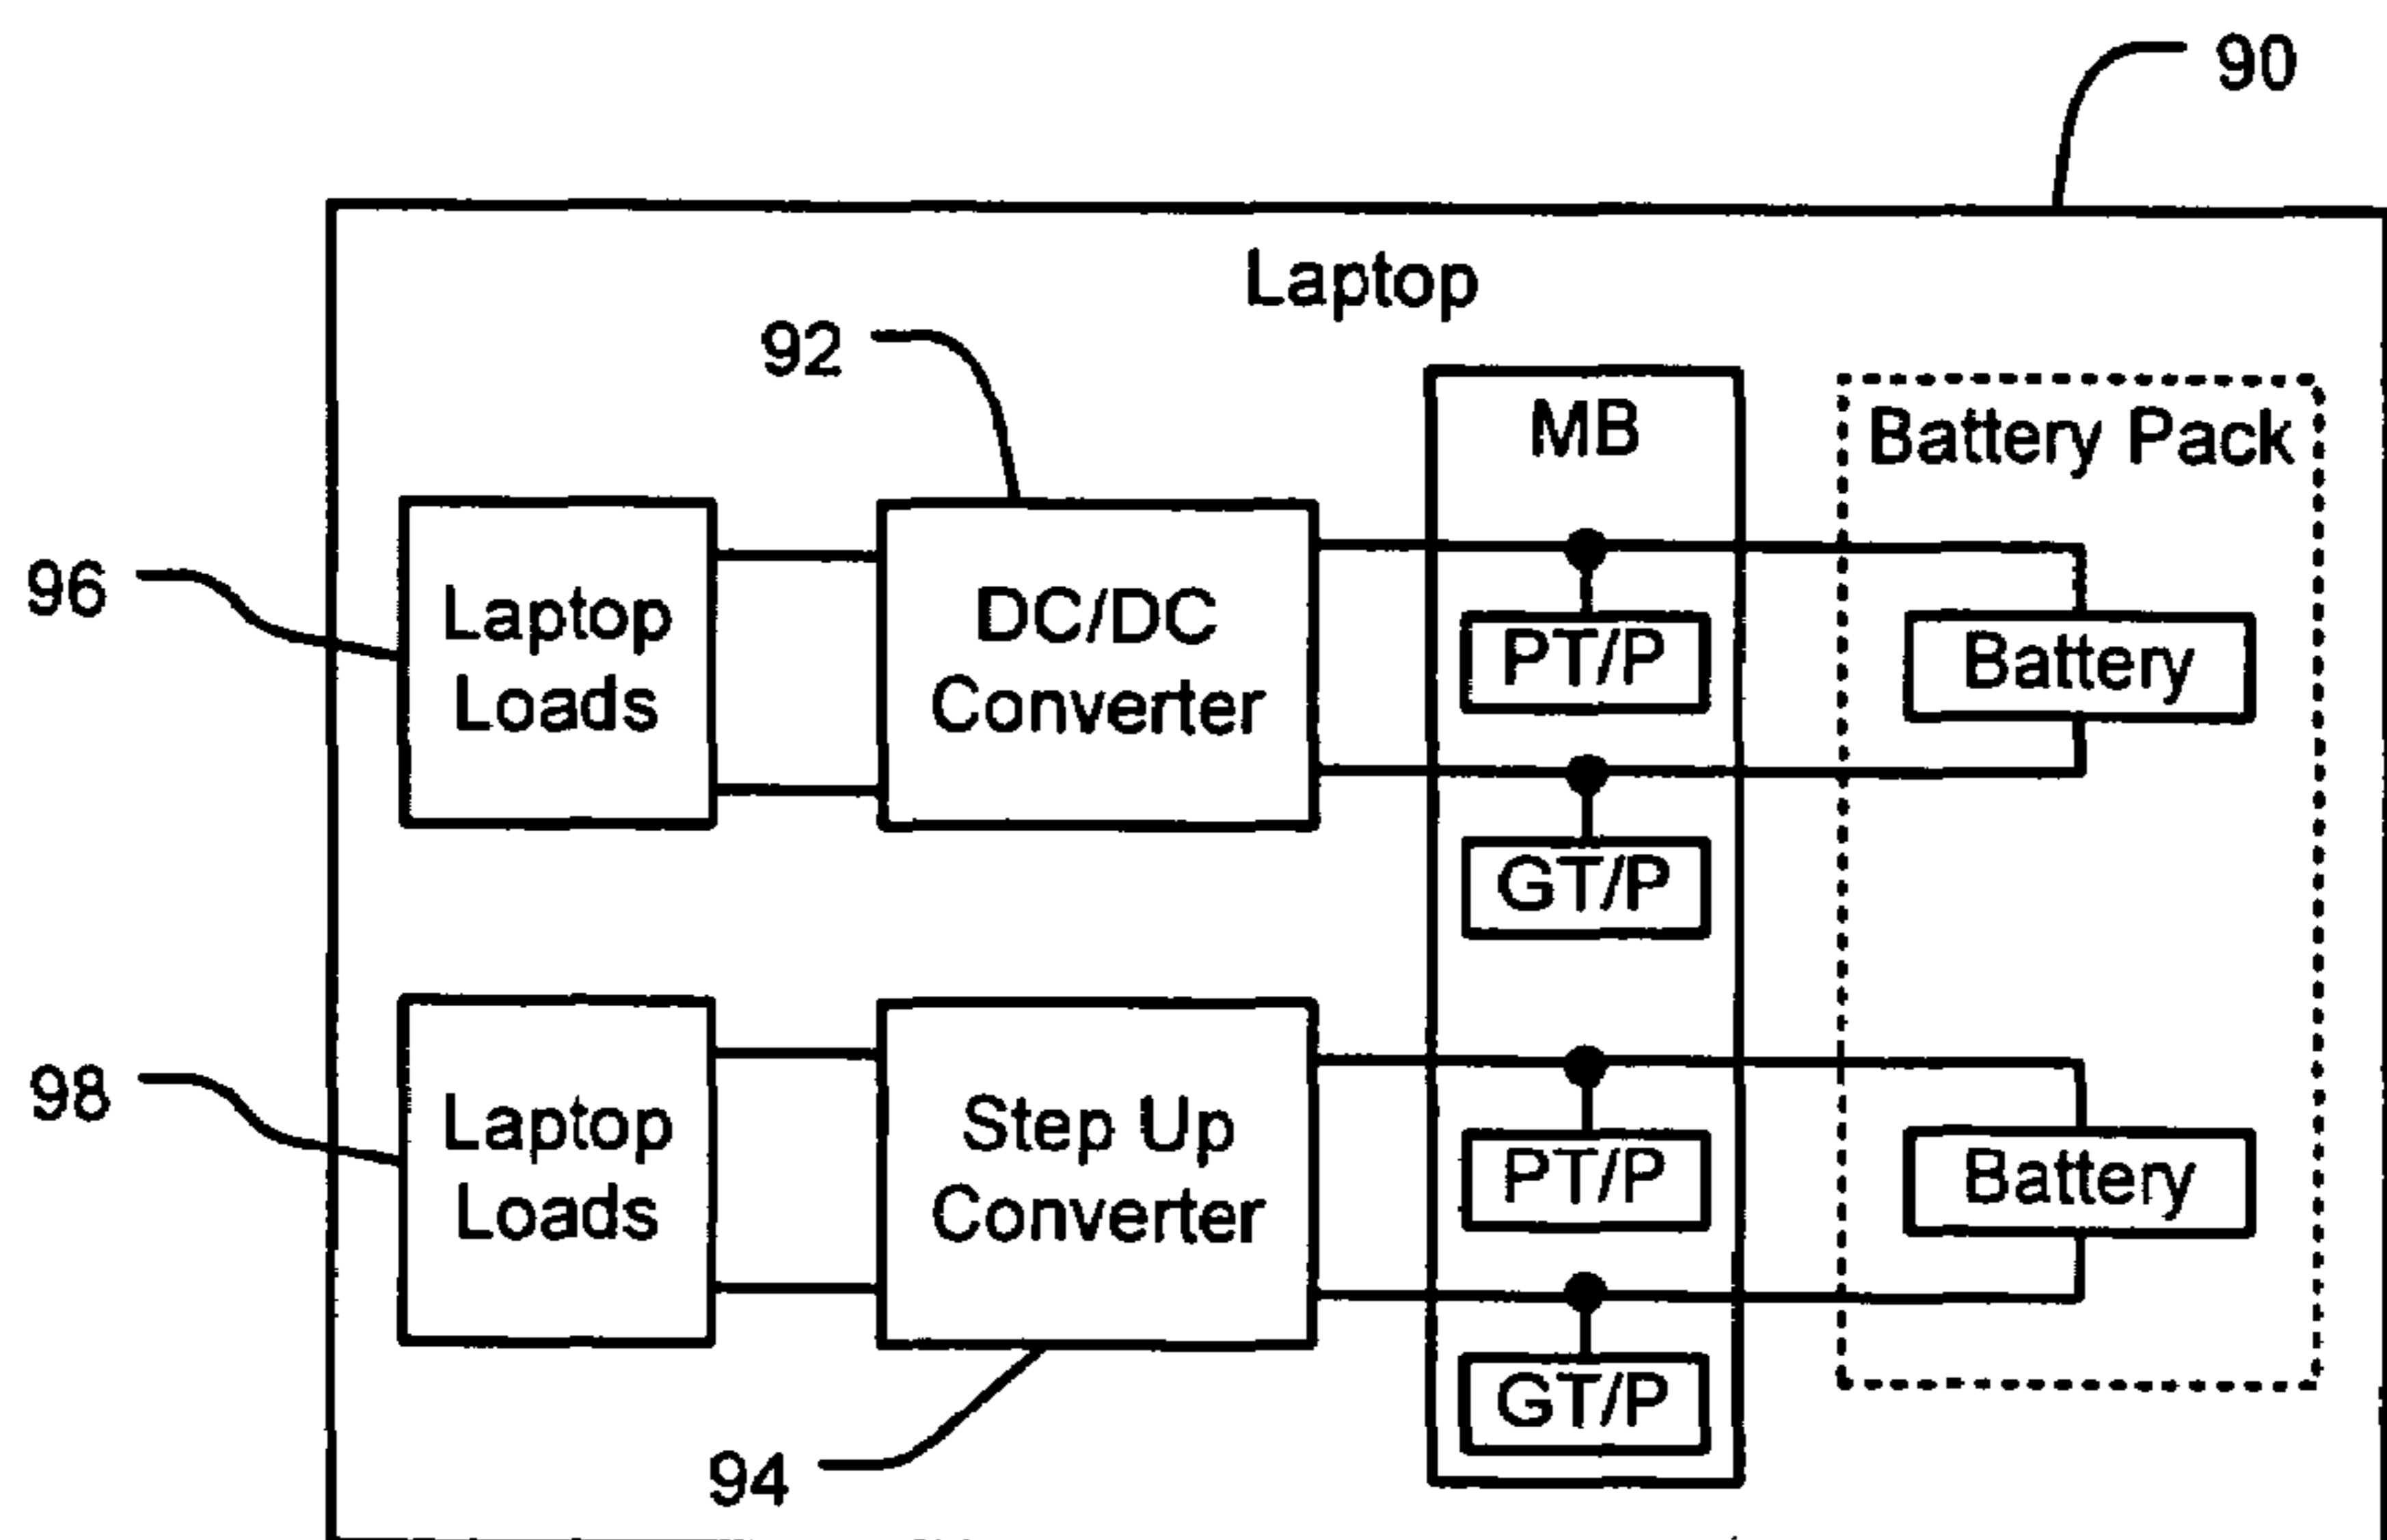 90
Laptop
92
MB
Battery Pack
96
Laptop
Loads
DC/DC
Converter
PT/P
Battery
GT/P
98
Laptop
Loads
Step Up
Converter
PT/P
Battery
GT/P
94